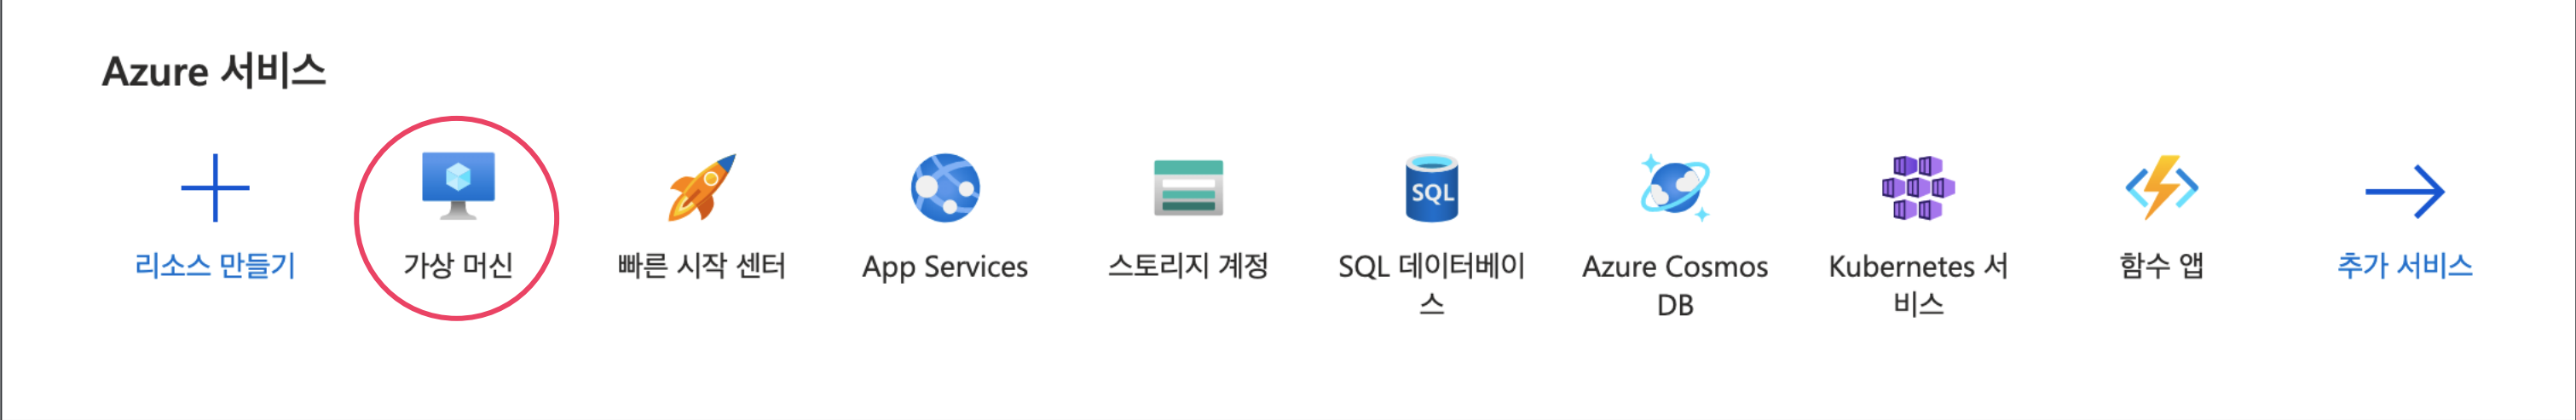 Azure 서비스
리소스 만들기
가상 머신
빠른 시작 센터
App Services
스토리지 계정
SQL
SQL 데이터베이
스
Azure Cosmos
DB
Kubernetes 서
비스
함수 앱
추가 서비스